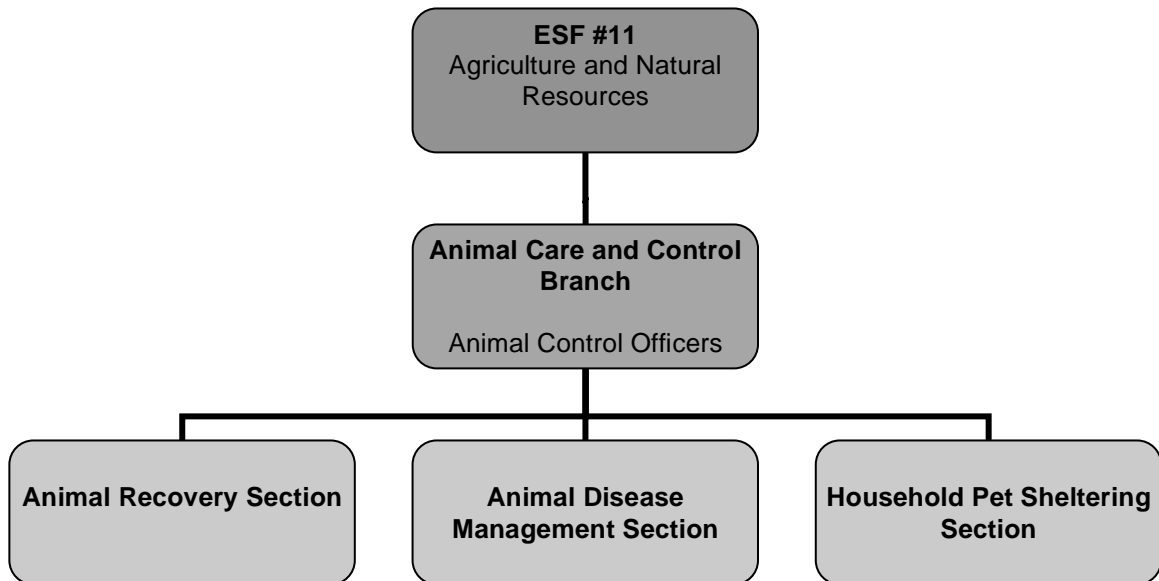 ESF #11
Agriculture and Natural
Resources
Animal Care and Control
Branch
Animal Control Officers
Animal Recovery Section
Animal Disease
Management Section
Household Pet Sheltering
Section